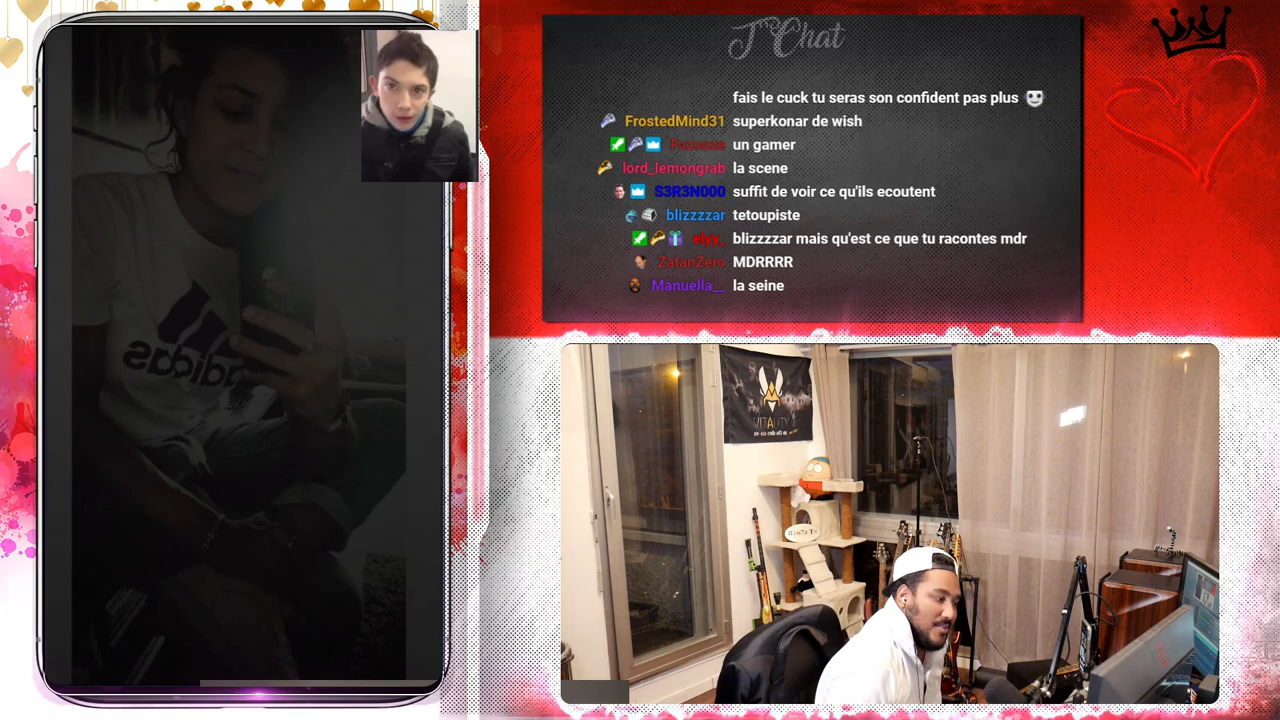 T'Chat
fais le cuck tu seras son confident pas plus
FrostedMind31 superkonar de wish
un gamer
lord_lemongrab la scene
S3R3N000 suffit de voir ce qu'ils ecoutent
blizzzzar tetoupiste
elyy_ blizzzzar mais qu'est ce que tu racontes mdr
ZatanZero MDRRRR
Manuella__ la seine
adidas
VITALITY